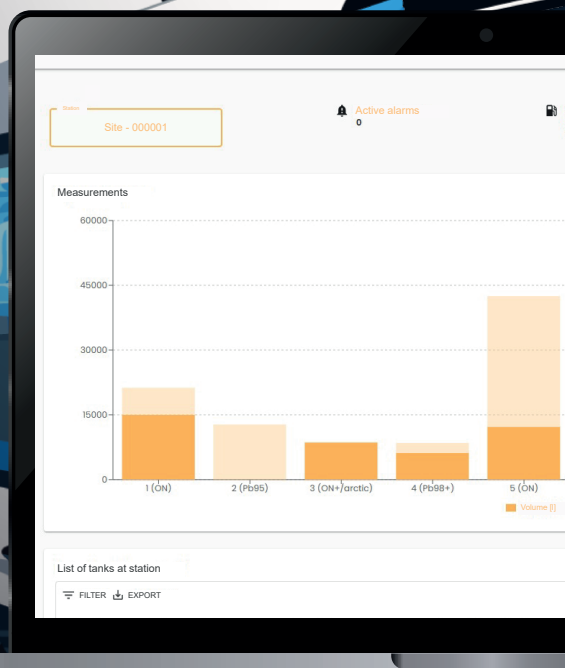 Station
Site - 000001
Active alarms
0
Measurements
60000
45000
30000
15000
0
1 (ON)
2 (Pb95)
3 (ON+/arctic)
4 (Pb98+)
5 (ON)
Volume [l]
List of tanks at station
FILTER
EXPORT